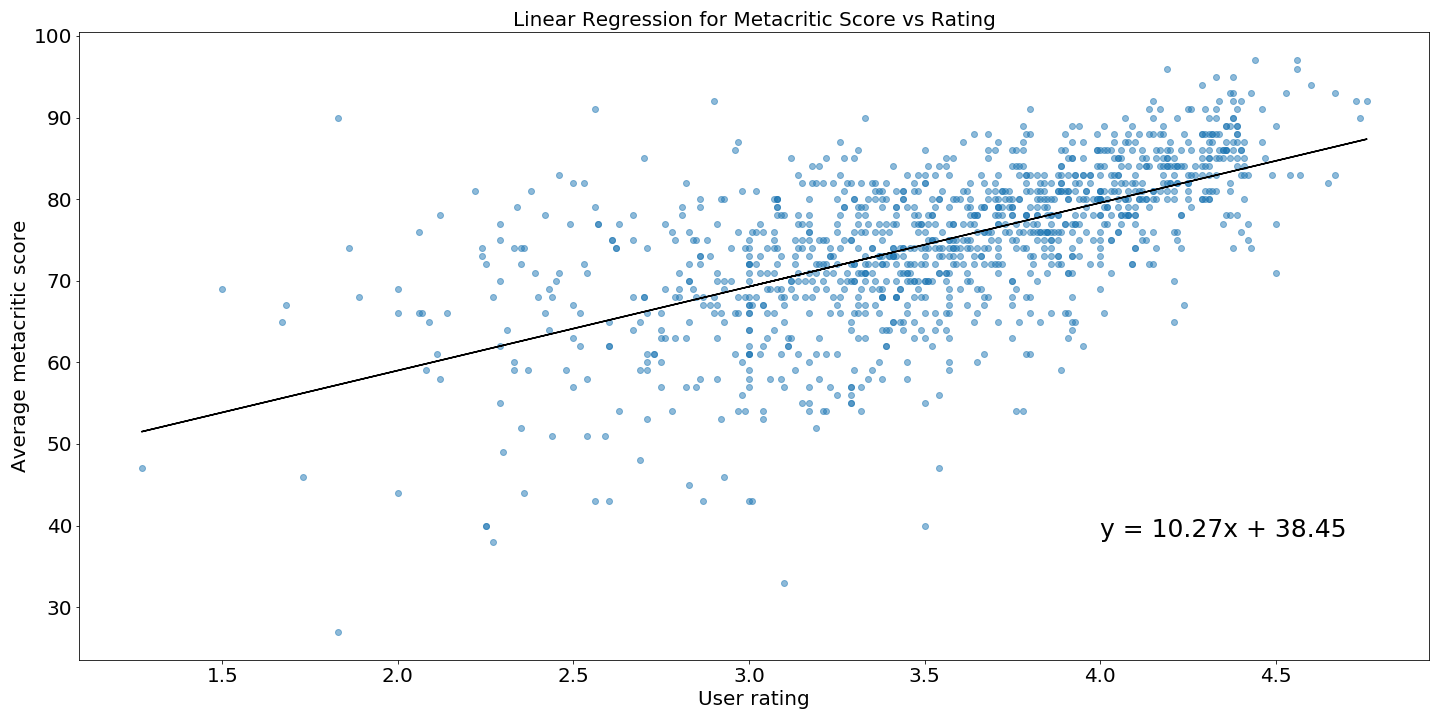 Linear Regression for Metacritic Score vs Rating
100
90
80
70
60
50
40
30
Average metacritic score
y = 10.27x + 38.45
1.5 2.0 2.5 3.0 3.5 4.0 4.5
User rating